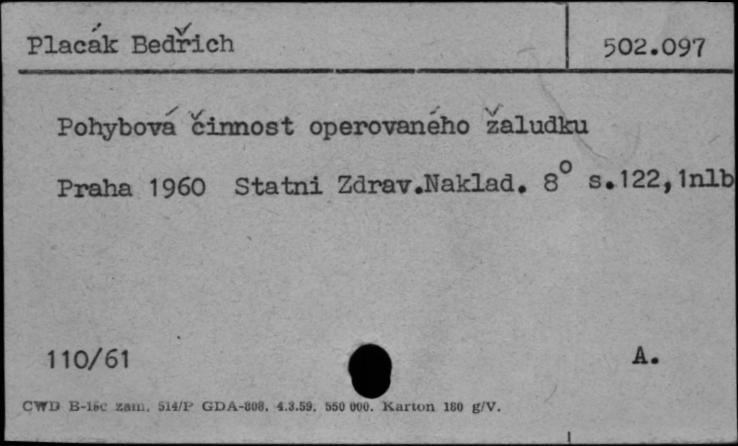 Placák Bedřich
502.097
Pohybová činnost operovaného žaludku
Praha 1960 Statni Zdrav.Naklad. 8° s.122,1nlb
110/61
A.
CWD B-16c zam. 514/P GDA-808. 4.3.59. 550 000. Karton 180 g/V.